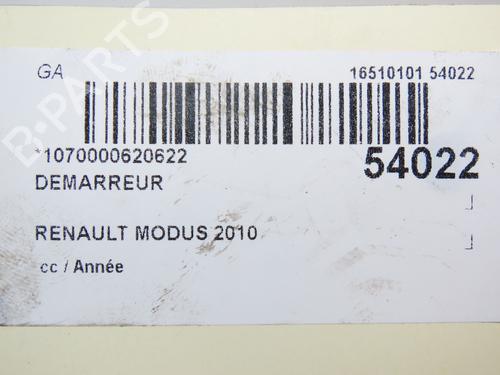 GA
16510101 54022
*1070000620622
54022
DEMARREUR
RENAULT MODUS 2010
cc / Année
B-PARTS